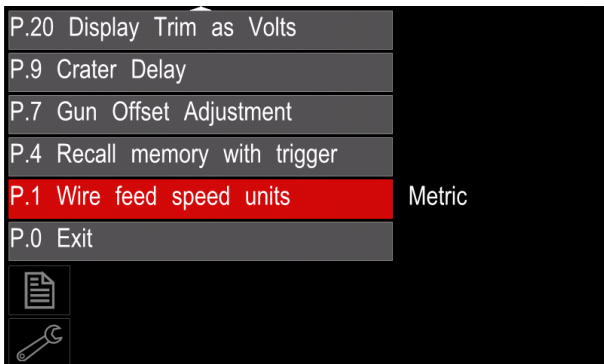 P.20 Display Trim as Volts
P.9 Crater Delay
P.7 Gun Offset Adjustment
P.4 Recall memory with trigger
P.1 Wire feed speed units Metric
P.0 Exit